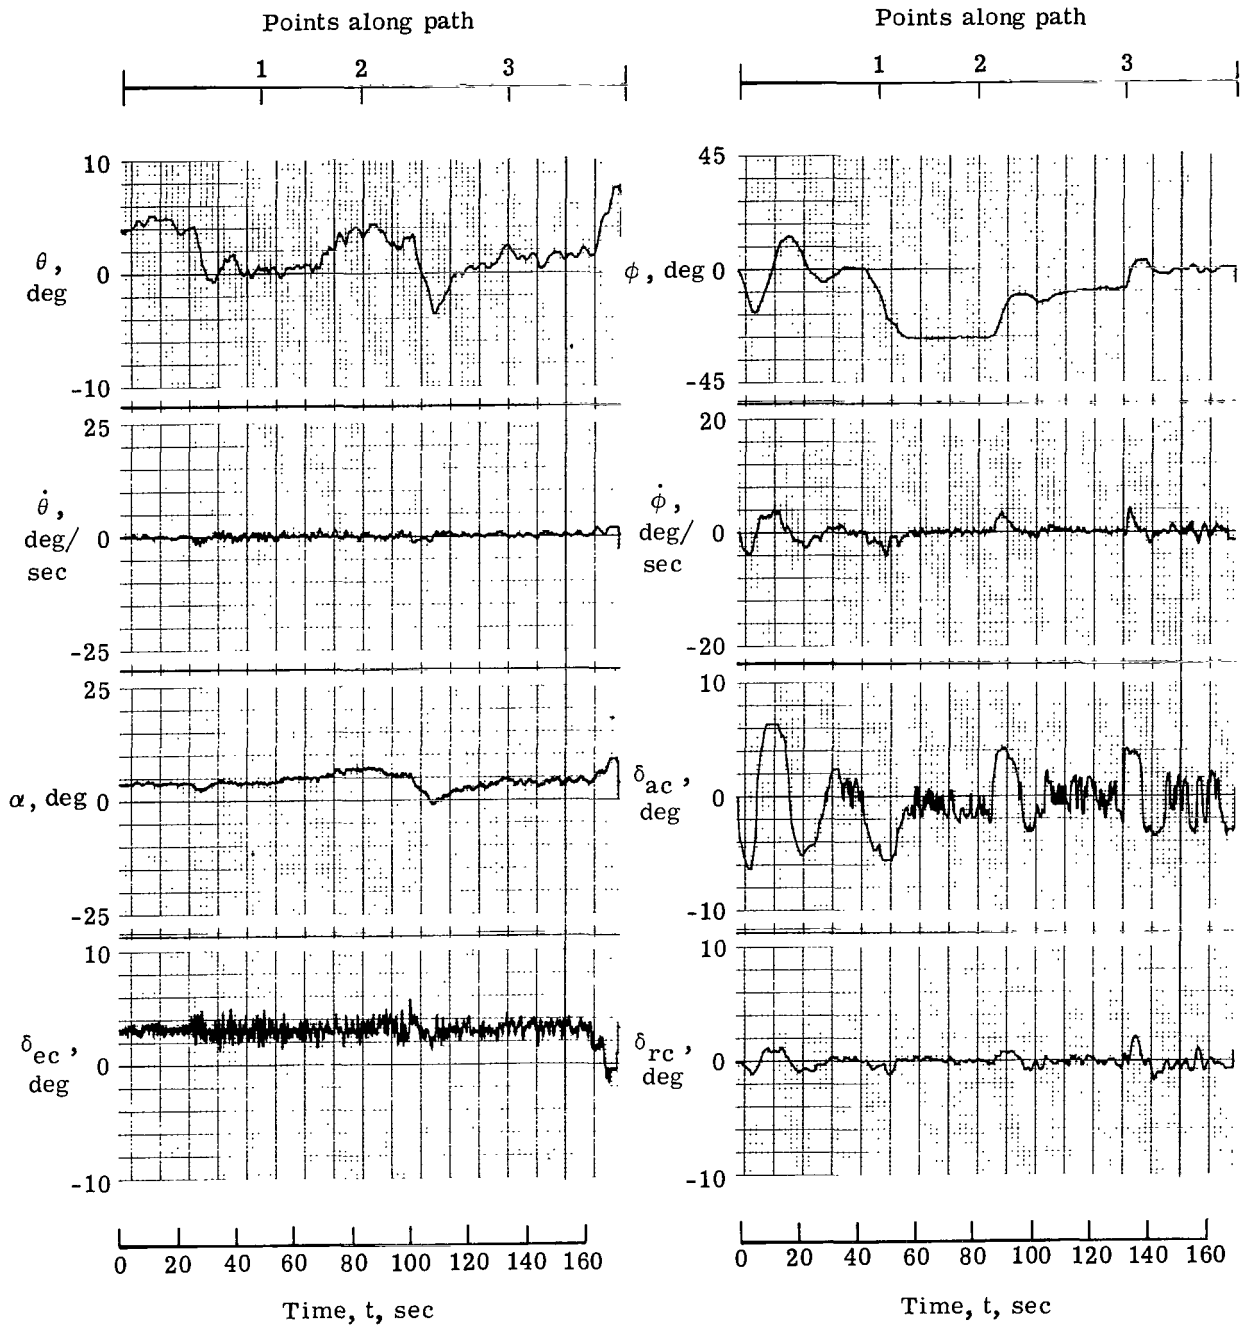 Points along path
1 2 3
10
θ,
deg
0
-10
25
θ̇,
deg/
sec
0
-25
25
α, deg 0
-25
10
δec,
deg
0
-10
0 20 40 60 80 100 120 140 160
Time, t, sec
Points along path
1 2 3
45
ϕ, deg 0
-45
20
ϕ̇,
deg/
sec
0
-20
10
δac,
deg
0
-10
10
δrc,
deg
0
-10
0 20 40 60 80 100 120 140 160
Time, t, sec